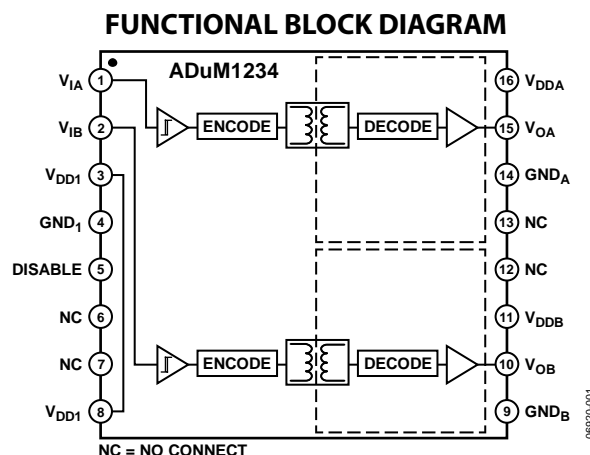 FUNCTIONAL BLOCK DIAGRAM
ADuM1234
VIA 1
VIB 2
VDD1 3
GND1 4
DISABLE 5
NC 6
NC 7
VDD1 8
ENCODE DECODE
ENCODE DECODE
16 VDDA
15 VOA
14 GNDA
13 NC
12 NC
11 VDDB
10 VOB
9 GNDB
NC = NO CONNECT
06920-001